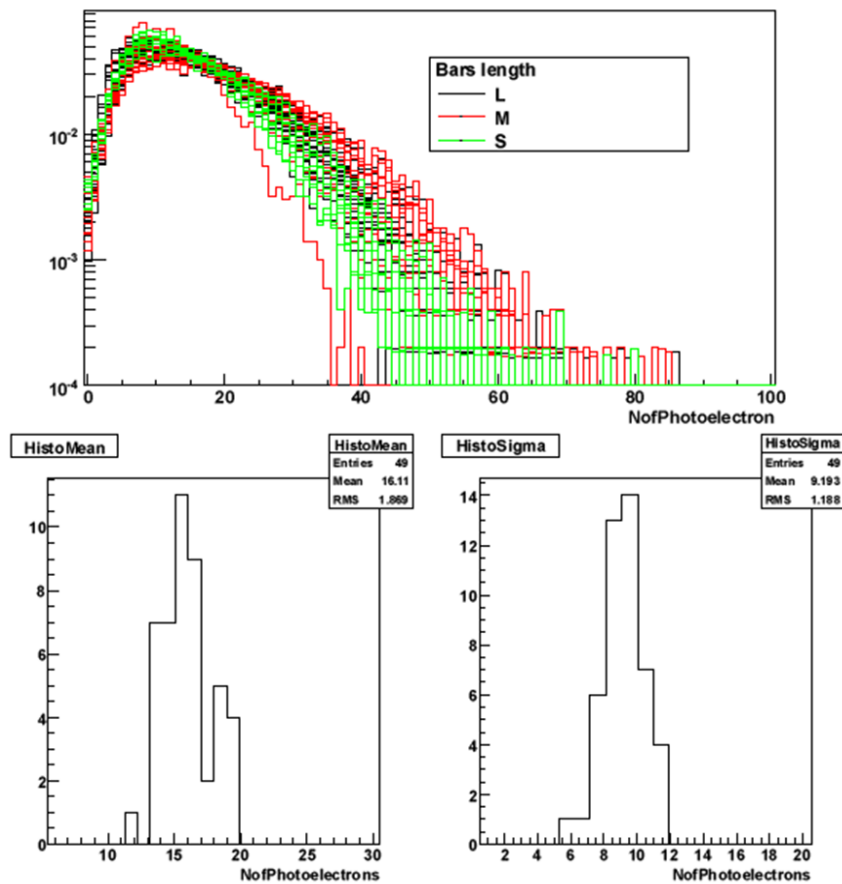 Bars length
L
M
S
10⁻²
10⁻³
10⁻⁴
0 20 40 60 80 100
NofPhotoelectron
HistoMean
HistoMean
Entries 49
Mean 16.11
RMS 1.869
10
8
6
4
2
0
10 15 20 25 30
NofPhotoelectrons
HistoSigma
HistoSigma
Entries 49
Mean 9.193
RMS 1.188
14
12
10
8
6
4
2
0
2 4 6 8 10 12 14 16 18 20
NofPhotoelectrons